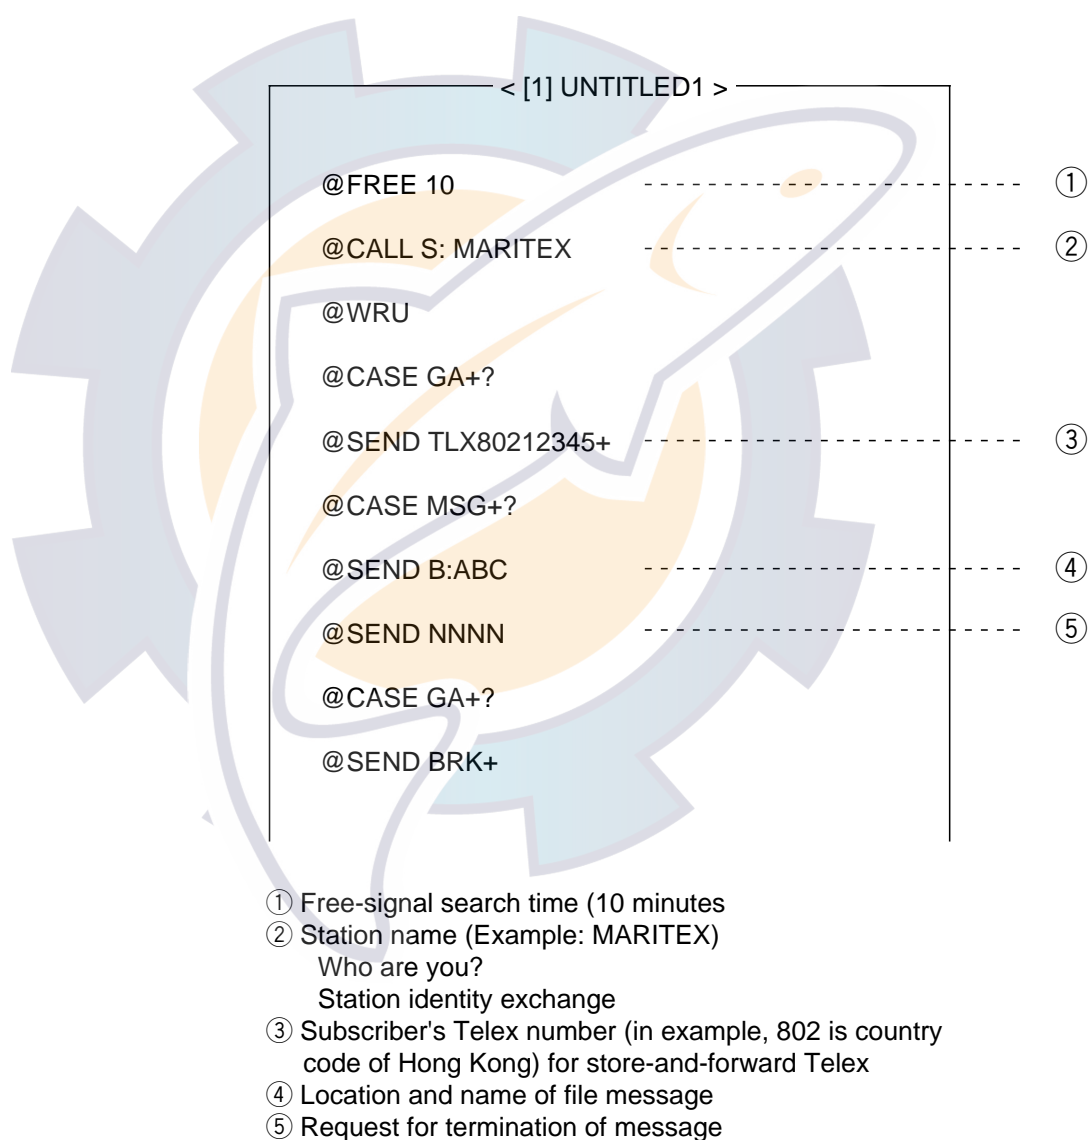 < [1] UNTITLED1 >
@FREE 10 ①
@CALL S: MARITEX ②
@WRU
@CASE GA+?
@SEND TLX80212345+ ③
@CASE MSG+?
@SEND B:ABC ④
@SEND NNNN ⑤
@CASE GA+?
@SEND BRK+
① Free-signal search time (10 minutes
② Station name (Example: MARITEX)
Who are you?
Station identity exchange
③ Subscriber's Telex number (in example, 802 is country
code of Hong Kong) for store-and-forward Telex
④ Location and name of file message
⑤ Request for termination of message